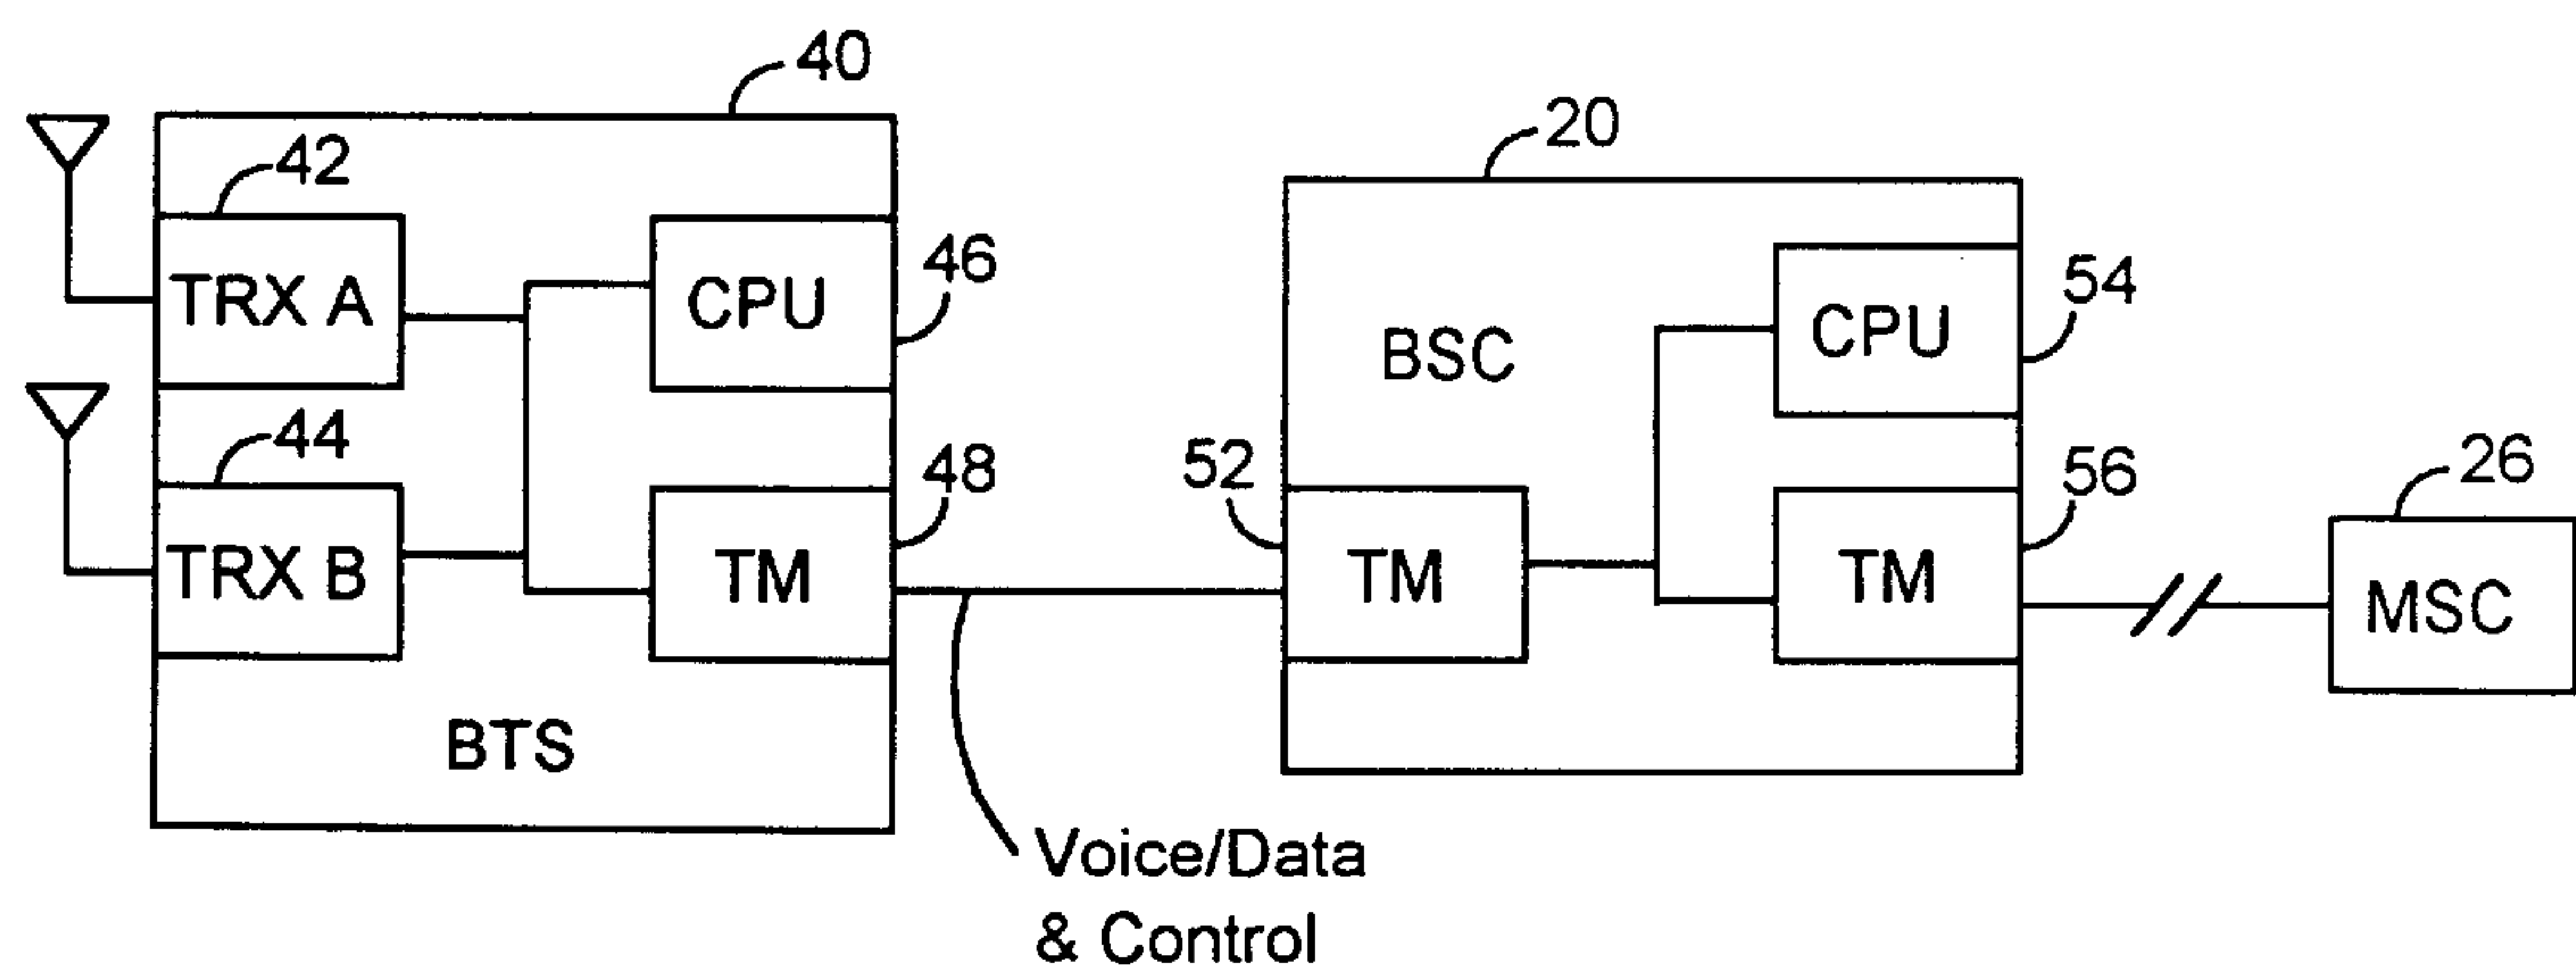 40
20
42
TRX A
CPU
46
54
CPU
BSC
44
48
52
56
26
TRX B
TM
TM
TM
MSC
BTS
Voice/Data
& Control